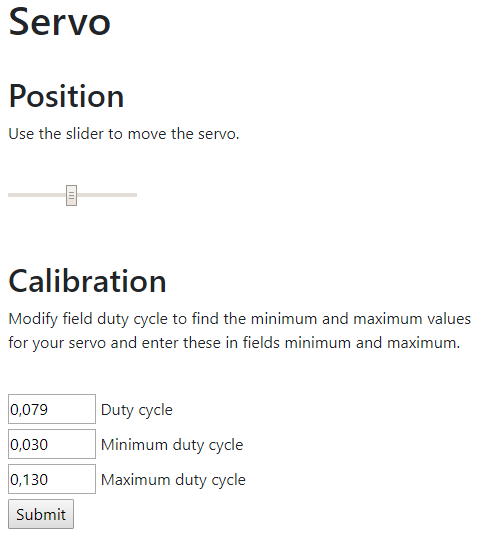 Servo
Position
Use the slider to move the servo.
Calibration
Modify field duty cycle to find the minimum and maximum values
for your servo and enter these in fields minimum and maximum.
0,079 Duty cycle
0,030 Minimum duty cycle
0,130 Maximum duty cycle
Submit